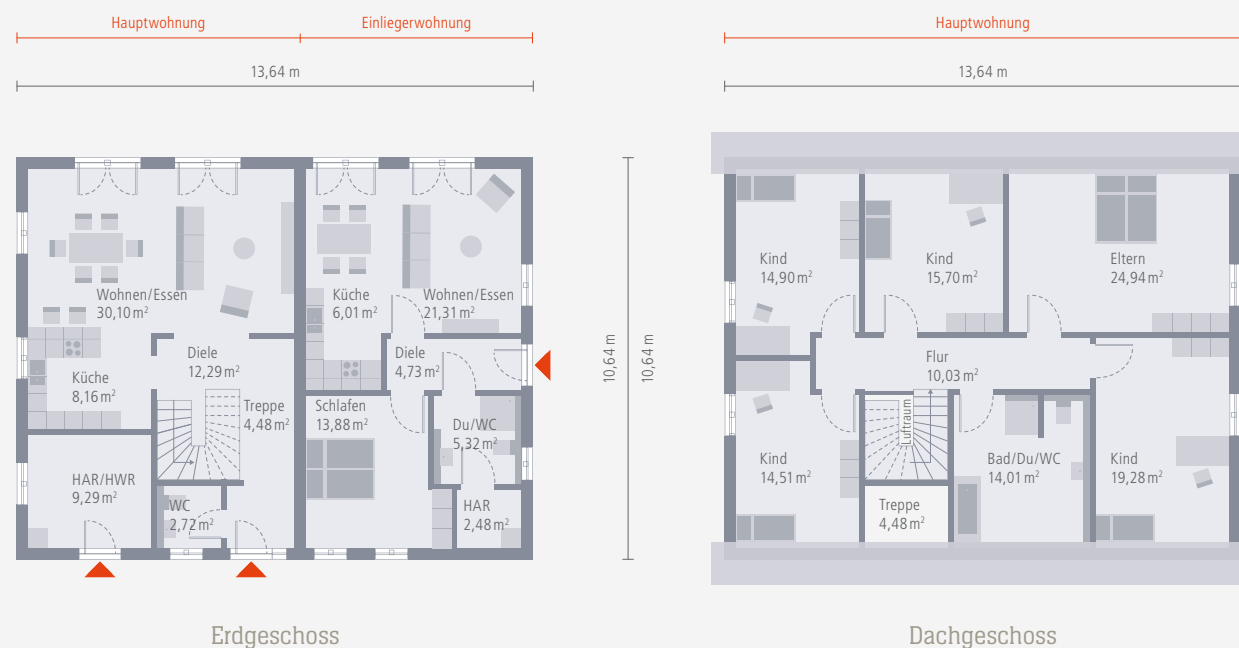 Hauptwohnung
Einliegerwohnung
13,64 m
Wohnen/Essen
30,10 m²
Küche
6,01 m²
Wohnen/Essen
21,31 m²
Diele
12,29 m²
Diele
4,73 m²
Küche
8,16 m²
Treppe
4,48 m²
Schlafen
13,88 m²
Du/WC
5,32 m²
HAR/HWR
9,29 m²
WC
2,72 m²
HAR
2,48 m²
Erdgeschoss
10,64 m
10,64 m
Hauptwohnung
13,64 m
Kind
14,90 m²
Kind
15,70 m²
Eltern
24,94 m²
Flur
10,03 m²
Luftraum
Kind
14,51 m²
Bad/Du/WC
14,01 m²
Kind
19,28 m²
Treppe
4,48 m²
Dachgeschoss